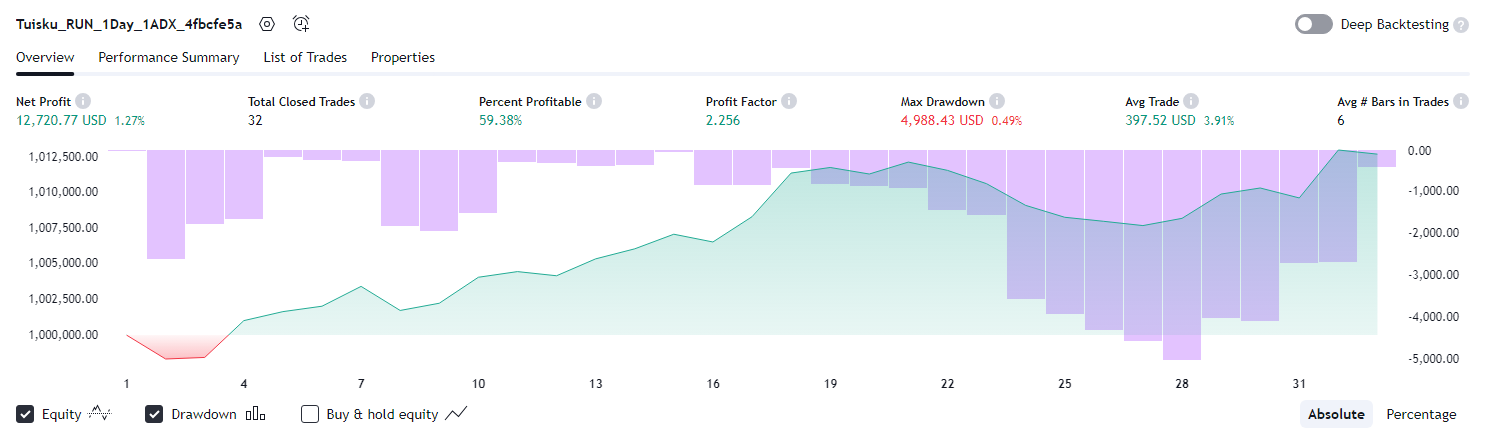 Tuisku_RUN_1Day_1ADX_4fbcfe5a
Deep Backtesting
Overview Performance Summary List of Trades Properties
Net Profit Total Closed Trades Percent Profitable Profit Factor Max Drawdown Avg Trade Avg # Bars in Trades
12,720.77 USD 1.27% 32 59.38% 2.256 4,988.43 USD 0.49% 397.52 USD 3.91% 6
1,012,500.00 0.00
1,010,000.00 -1,000.00
1,007,500.00 -2,000.00
1,005,000.00 -3,000.00
1,002,500.00 -4,000.00
1,000,000.00 -5,000.00
1 4 7 10 13 16 19 22 25 28 31
Equity Drawdown Buy & hold equity Absolute Percentage